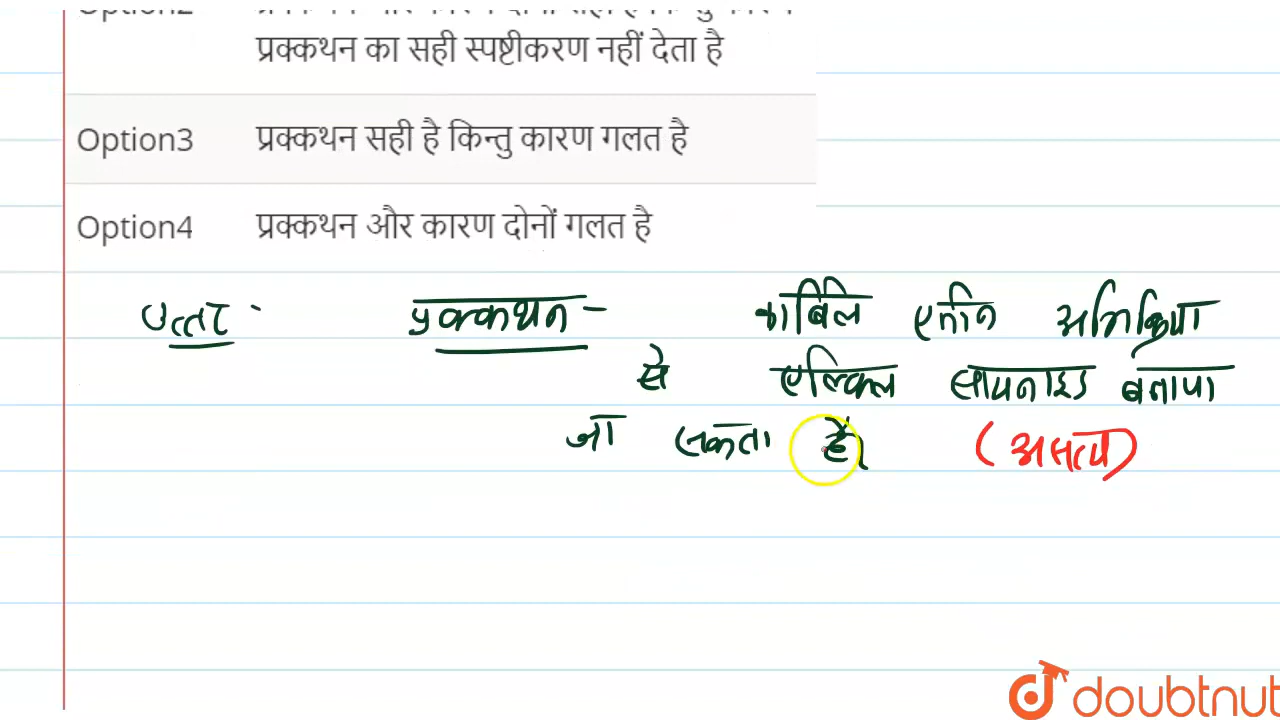 प्रक्कथन का सही स्पष्टीकरण नहीं देता है
Option3 प्रक्कथन सही है किन्तु कारण गलत है
Option4 प्रक्कथन और कारण दोनों गलत है
उत्तर - प्रक्कथन - कार्बिल एमीन अभिक्रिया
से एल्किल सायनाइड बनाया
जा सकता है। (असत्य)
doubtnut